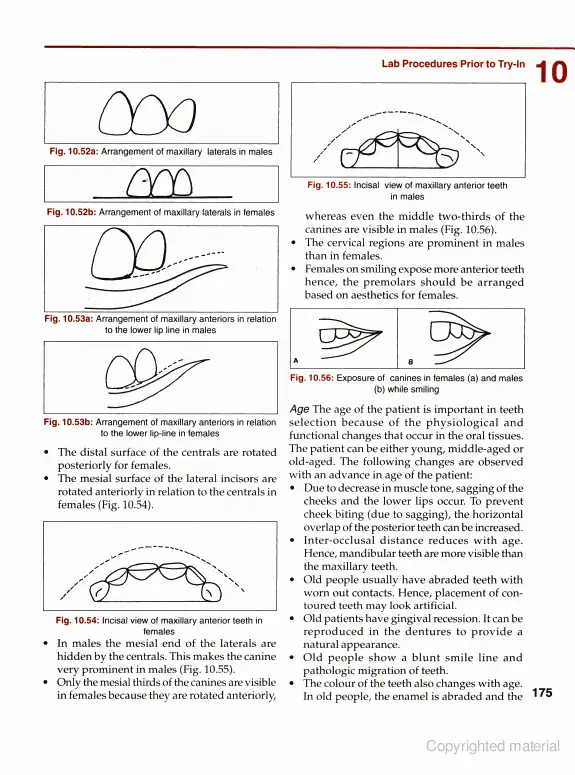 Lab Procedures Prior to Try-In
10
Fig. 10.52a: Arrangement of maxillary laterals in males
Fig. 10.52b: Arrangement of maxillary laterals in females
Fig. 10.53a: Arrangement of maxillary anteriors in relation
to the lower lip line in males
Fig. 10.53b: Arrangement of maxillary anteriors in relation
to the lower lip-line in females
• The distal surface of the centrals are rotated
posteriorly for females.
• The mesial surface of the lateral incisors are
rotated anteriorly in relation to the centrals in
females (Fig. 10.54).
Fig. 10.54: Incisal view of maxillary anterior teeth in
females
• In males the mesial end of the laterals are
hidden by the centrals. This makes the canine
very prominent in males (Fig. 10.55).
• Only the mesial thirds of the canines are visible
in females because they are rotated anteriorly,
Fig. 10.55: Incisal view of maxillary anterior teeth
in males
whereas even the middle two-thirds of the
canines are visible in males (Fig. 10.56).
• The cervical regions are prominent in males
than in females.
• Females on smiling expose more anterior teeth
hence, the premolars should be arranged
based on aesthetics for females.
A
B
Fig. 10.56: Exposure of canines in females (a) and males
(b) while smiling
Age The age of the patient is important in teeth
selection because of the physiological and
functional changes that occur in the oral tissues.
The patient can be either young, middle-aged or
old-aged. The following changes are observed
with an advance in age of the patient:
• Due to decrease in muscle tone, sagging of the
cheeks and the lower lips occur. To prevent
cheek biting (due to sagging), the horizontal
overlap of the posterior teeth can be increased.
• Inter-occlusal distance reduces with age.
Hence, mandibular teeth are more visible than
the maxillary teeth.
• Old people usually have abraded teeth with
worn out contacts. Hence, placement of con-
toured teeth may look artificial.
• Old patients have gingival recession. It can be
reproduced in the dentures to provide a
natural appearance.
• Old people show a blunt smile line and
pathologic migration of teeth.
• The colour of the teeth also changes with age.
In old people, the enamel is abraded and the
175
Copyrighted material